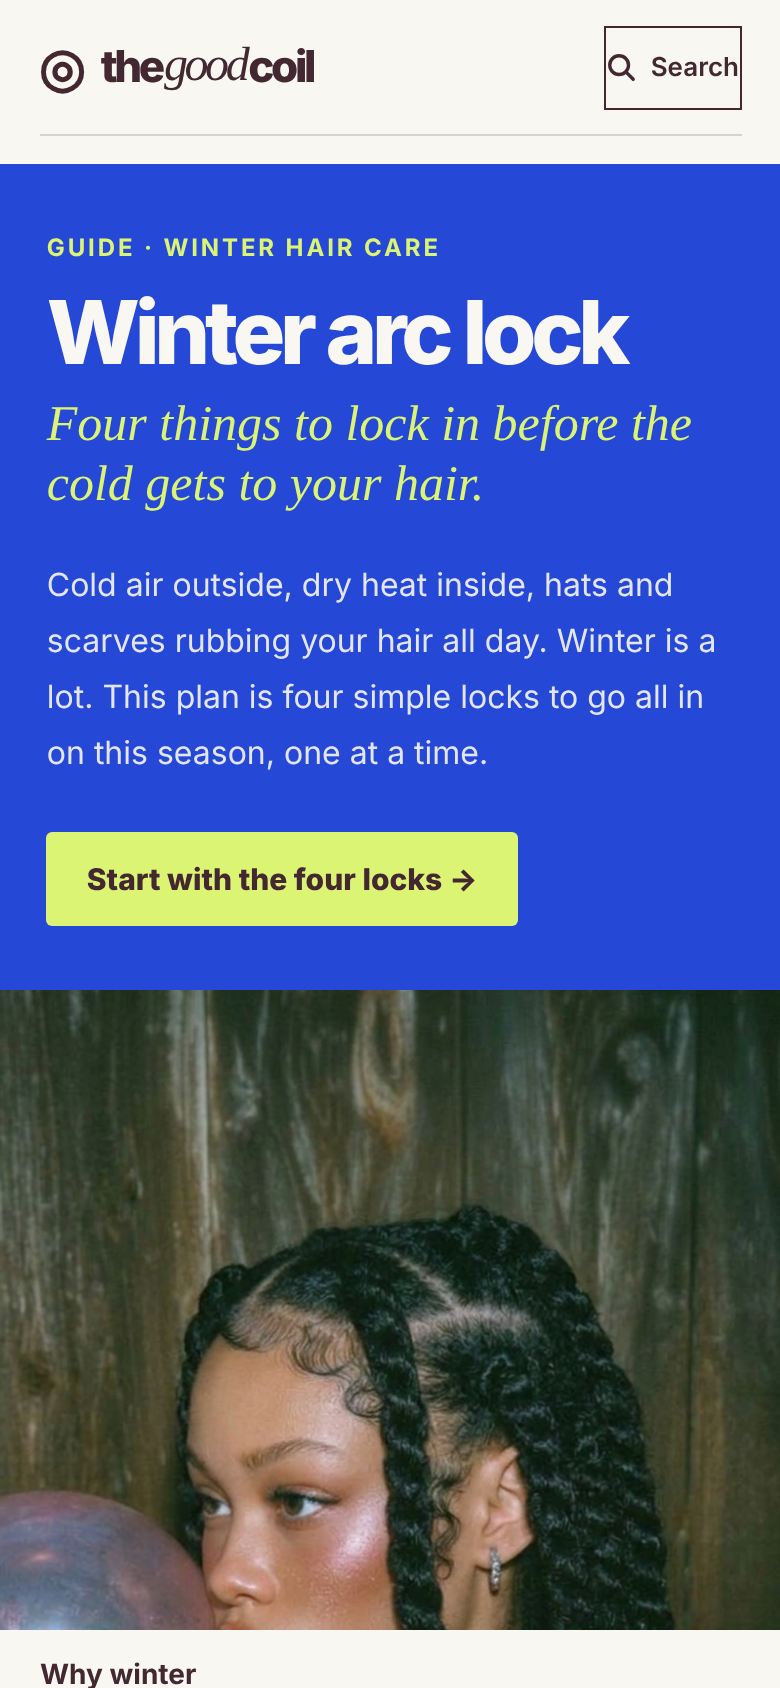 thegoodcoil
Search
GUIDE · WINTER HAIR CARE
Winter arc lock
Four things to lock in before the
cold gets to your hair.
Cold air outside, dry heat inside, hats and
scarves rubbing your hair all day. Winter is a
lot. This plan is four simple locks to go all in
on this season, one at a time.
Start with the four locks →
Why winter